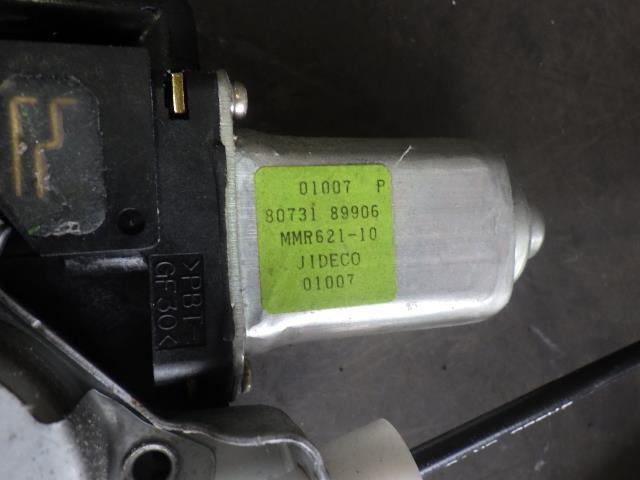 01007 P
80731 89906
MMR621-10
JIDECO
01007
>PBT-
GF30<